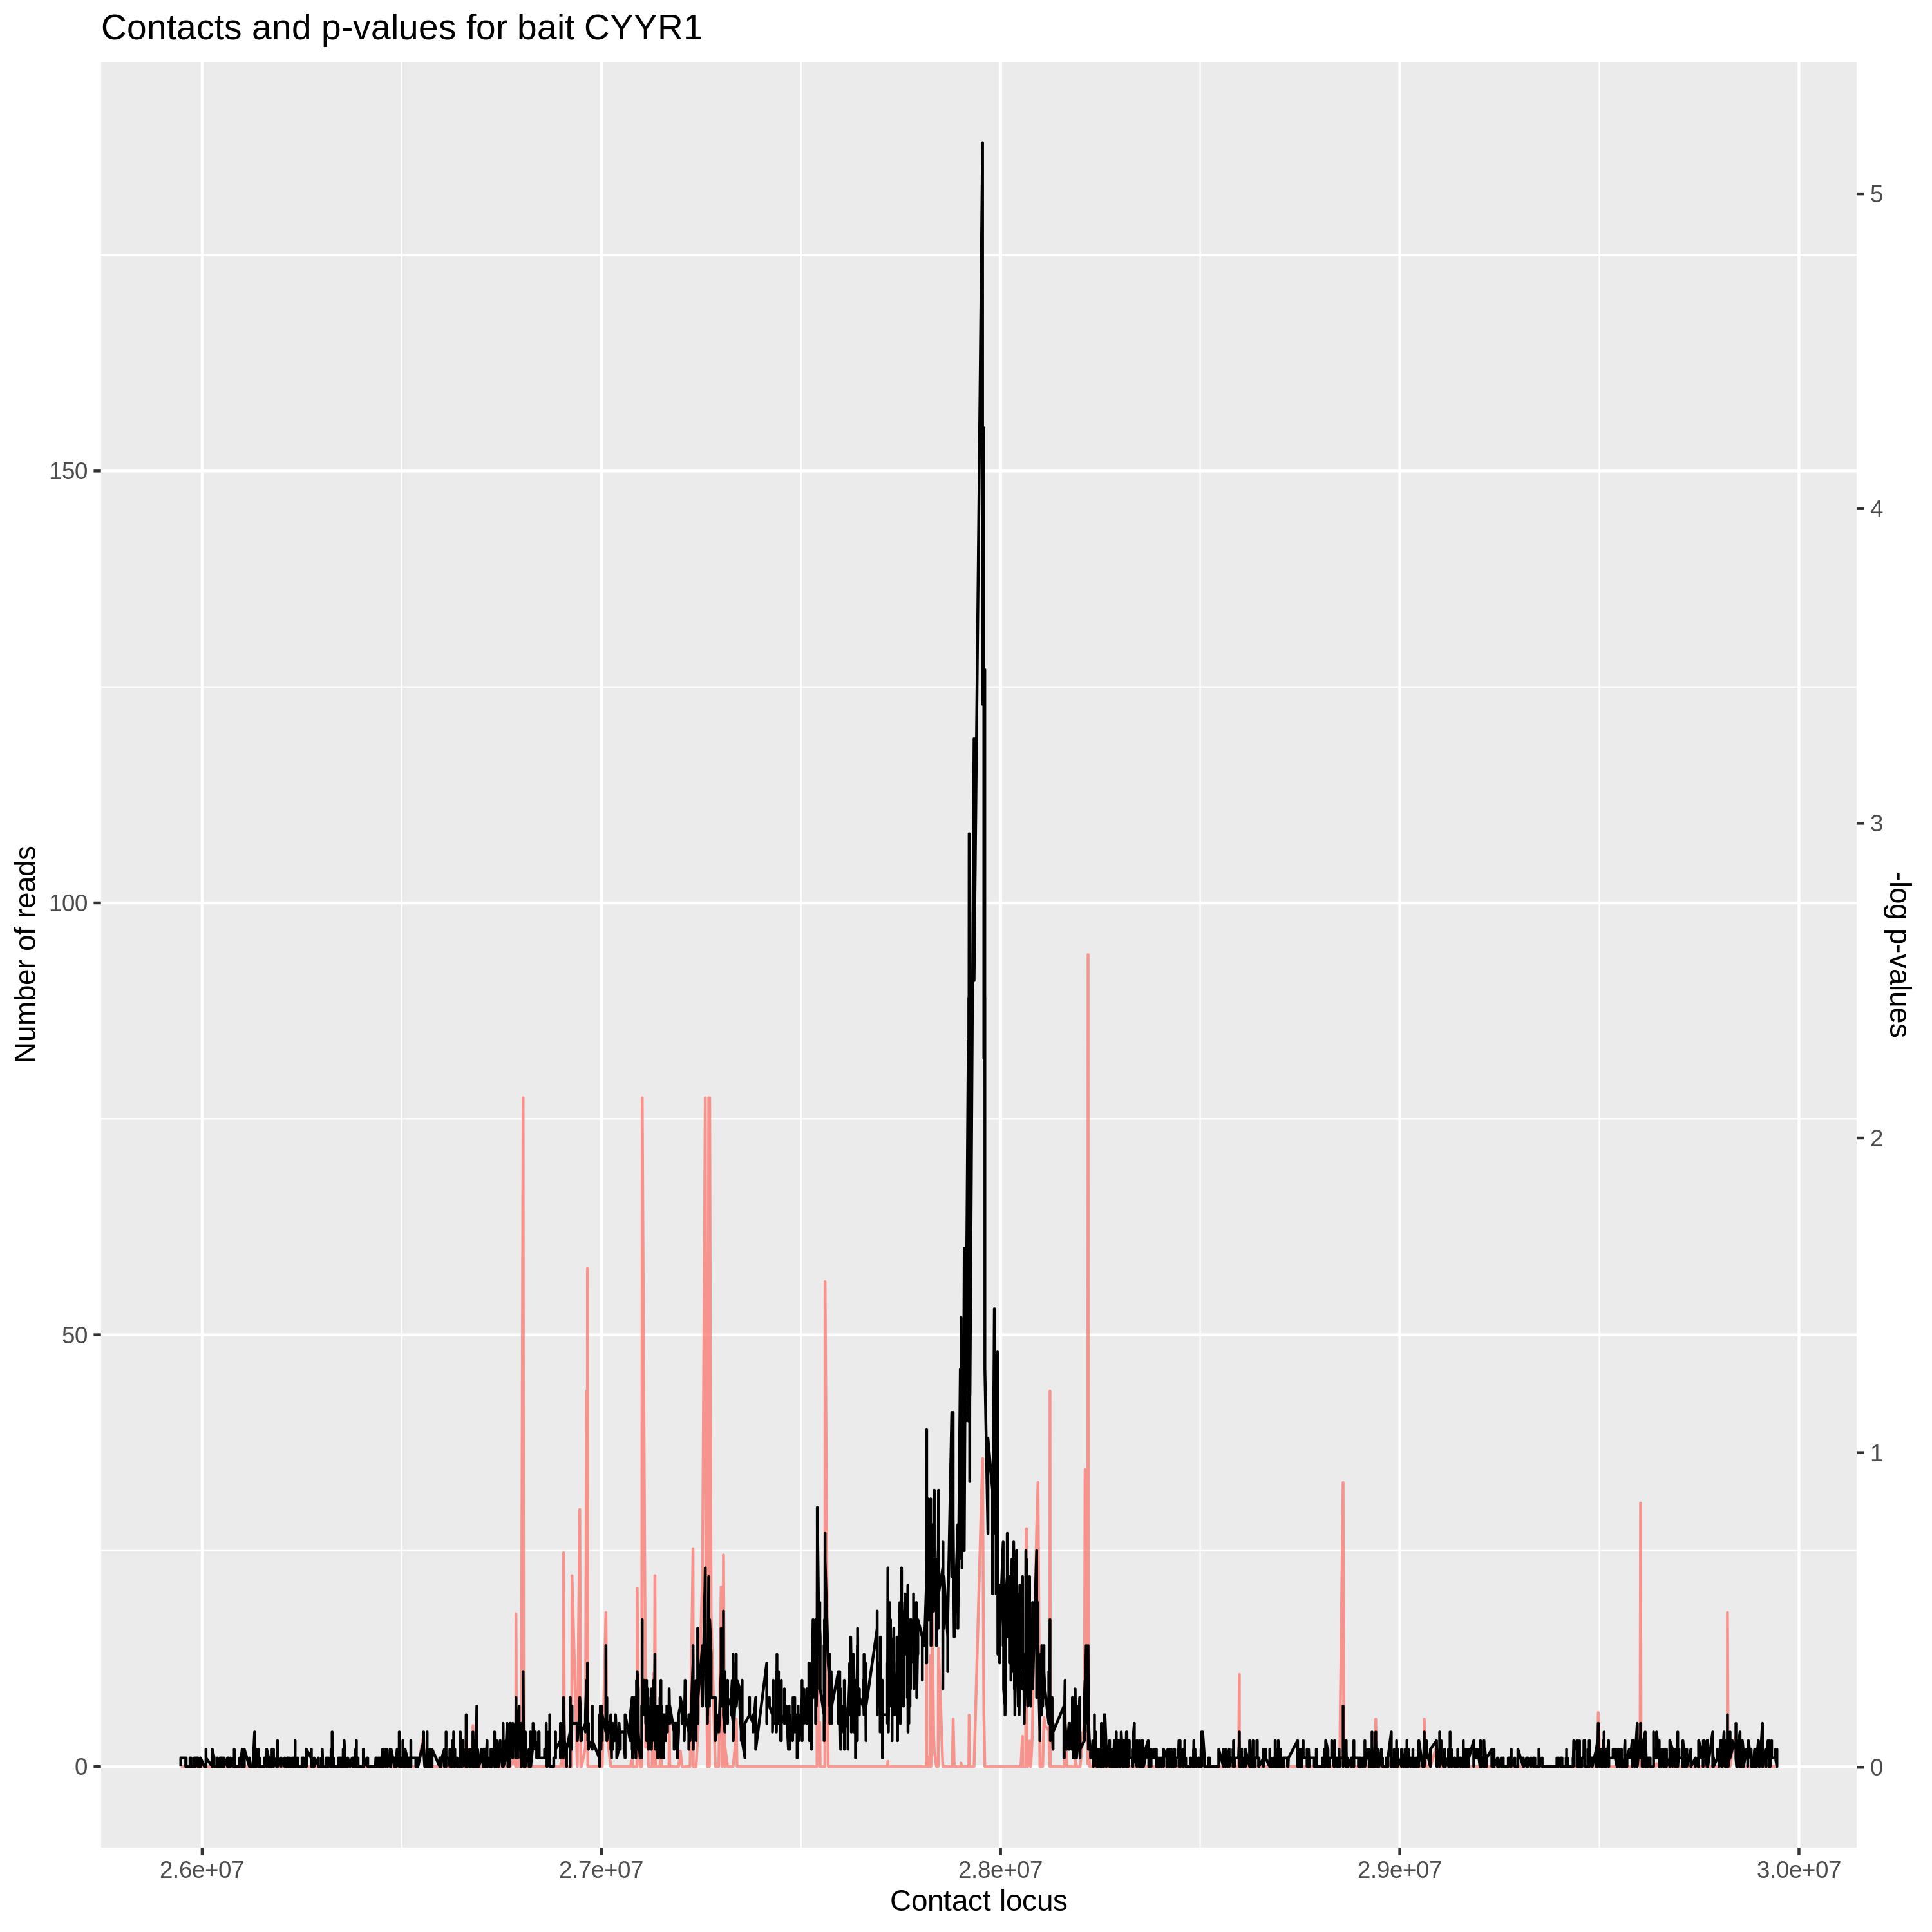 Contacts and p-values for bait CYYR1
Number of reads
150
100
50
0
5
4
3
2
1
0
-log p-values
2.6e+07
2.7e+07
2.8e+07
2.9e+07
3.0e+07
Contact locus